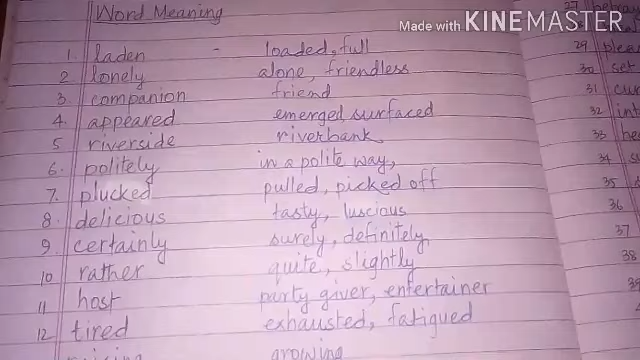 Made with KINEMASTER
Word Meaning
1 laden - loaded, full
2 lonely alone, friendless
3 companion friend
4. appeared emerged surfaced
5 riverside riverbank
6. politely in a polite way,
7. plucked pulled, picked off
8. delicious tasty, luscious
9. certainly surely, definitely
10 rather quite, slightly
11 host party giver, entertainer
12 tired exhausted, fatigued
growing
27
29
30 set
31
32
33
34
35
36
37
38
39